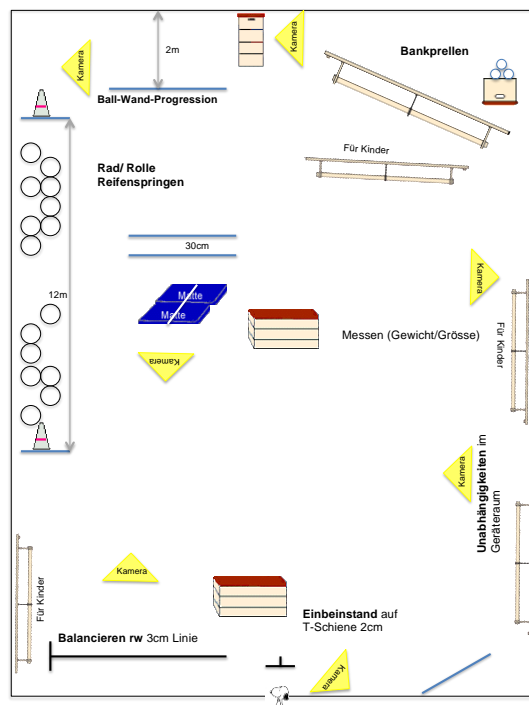 Kamera
2m
Kamera
Bankprellen
Ball-Wand-Progression
Für Kinder
Rad/ Rolle
Reifenspringen
30cm
Kamera
12m
Matte
Matte
Messen (Gewicht/Grösse)
Für Kinder
Kamera
Kamera
Unabhängigkeiten im
Geräteraum
Kamera
Für Kinder
Einbeinstand auf
T-Schiene 2cm
Balancieren rw 3cm Linie
Kamera